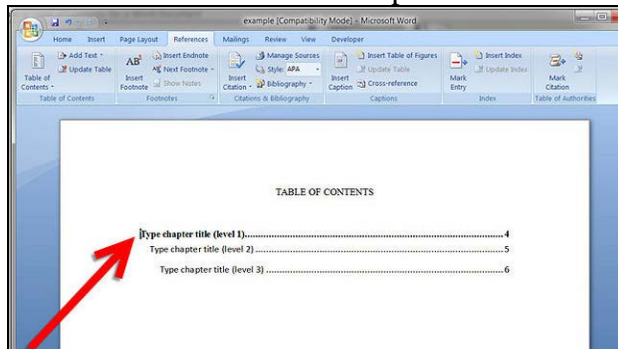 example [Compatibility Mode] - Microsoft Word
Home Insert Page Layout References Mailings Review View Developer
Table of Contents
Add Text
Update Table
Table of Contents
AB¹
Insert Footnote
Insert Endnote
Next Footnote
Show Notes
Footnotes
Insert Citation
Manage Sources
Style: APA
Bibliography
Citations & Bibliography
Insert Caption
Insert Table of Figures
Update Table
Cross-reference
Captions
Mark Entry
Insert Index
Update Index
Index
Mark Citation
Table of Authorities
TABLE OF CONTENTS
Type chapter title (level 1)........................................................................4
Type chapter title (level 2)........................................................................5
Type chapter title (level 3)........................................................................6